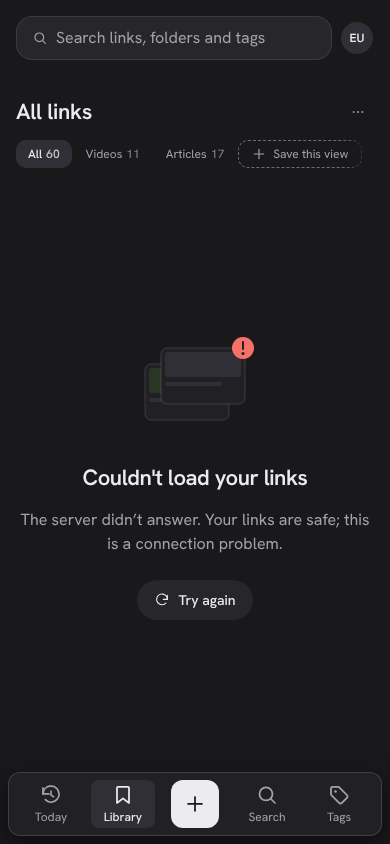 Search links, folders and tags
EU
All links
All 60
Videos 11
Articles 17
Save this view
Couldn't load your links
The server didn’t answer. Your links are safe; this
is a connection problem.
Try again
Today
Library
Search
Tags